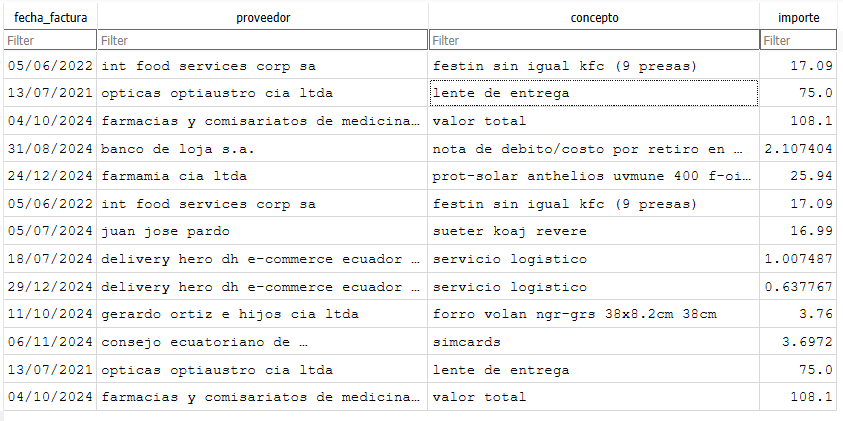 fecha_factura proveedor concepto importe
Filter Filter Filter Filter
05/06/2022 int food services corp sa festin sin igual kfc (9 presas) 17.09
13/07/2021 opticas optiaustro cia ltda lente de entrega 75.0
04/10/2024 farmacias y comisariatos de medicina… valor total 108.1
31/08/2024 banco de loja s.a. nota de debito/costo por retiro en … 2.107404
24/12/2024 farmamia cia ltda prot-solar anthelios uvmune 400 f-oi… 25.94
05/06/2022 int food services corp sa festin sin igual kfc (9 presas) 17.09
05/07/2024 juan jose pardo sueter koaj revere 16.99
18/07/2024 delivery hero dh e-commerce ecuador … servicio logistico 1.007487
29/12/2024 delivery hero dh e-commerce ecuador … servicio logistico 0.637767
11/10/2024 gerardo ortiz e hijos cia ltda forro volan ngr-grs 38x8.2cm 38cm 3.76
06/11/2024 consejo ecuatoriano de … simcards 3.6972
13/07/2021 opticas optiaustro cia ltda lente de entrega 75.0
04/10/2024 farmacias y comisariatos de medicina… valor total 108.1